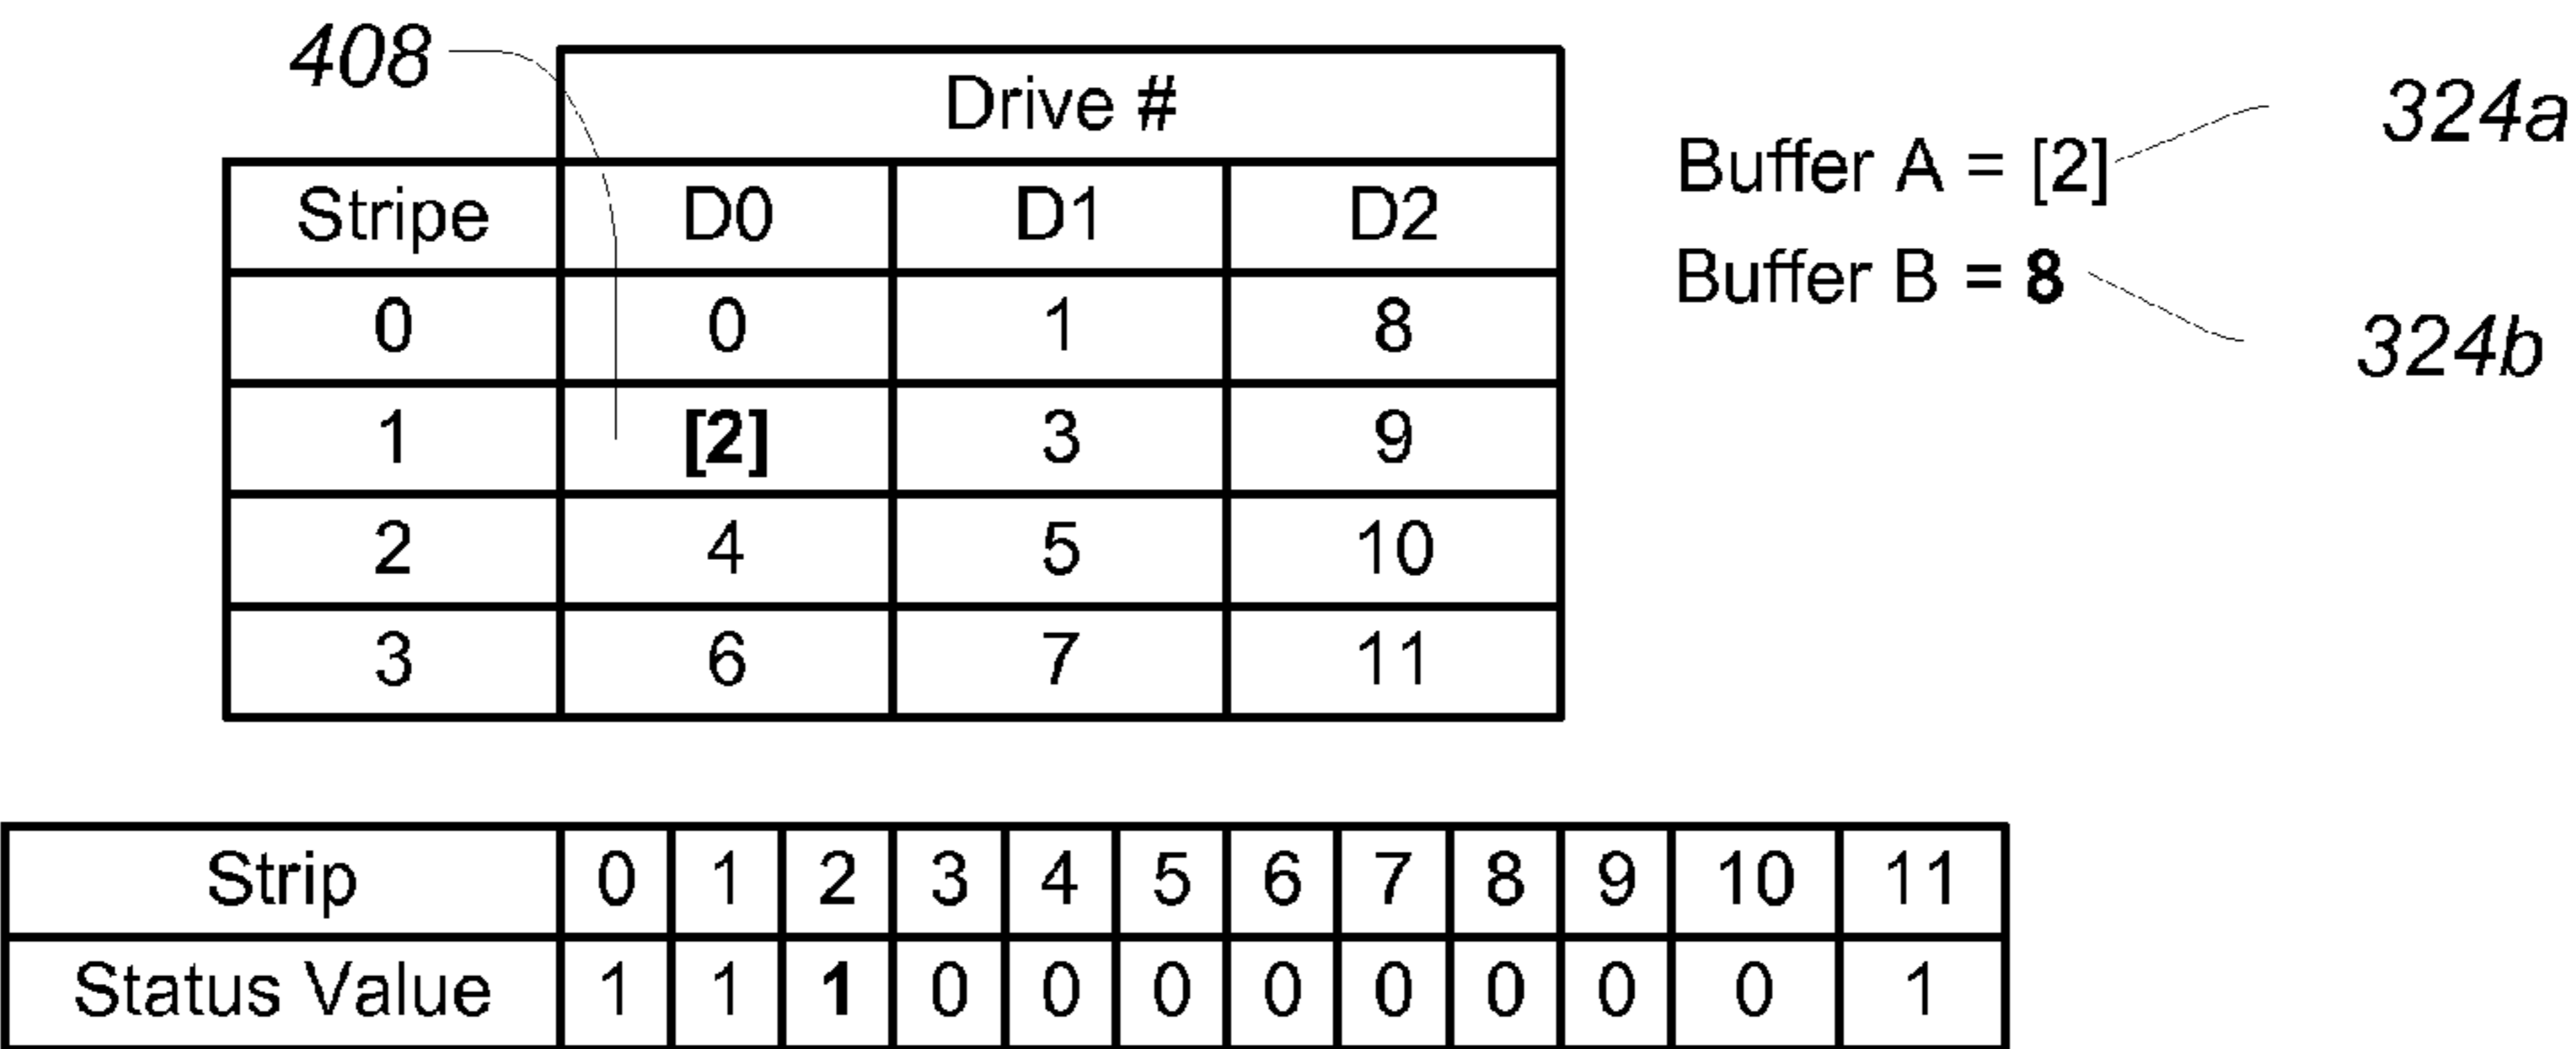 408
Drive #
Buffer A = [2]
324a
Stripe D0 D1 D2
Buffer B = 8
0 0 1 8
324b
1 [2] 3 9
2 4 5 10
3 6 7 11
Strip 0 1 2 3 4 5 6 7 8 9 10 11
Status Value 1 1 1 0 0 0 0 0 0 0 0 1